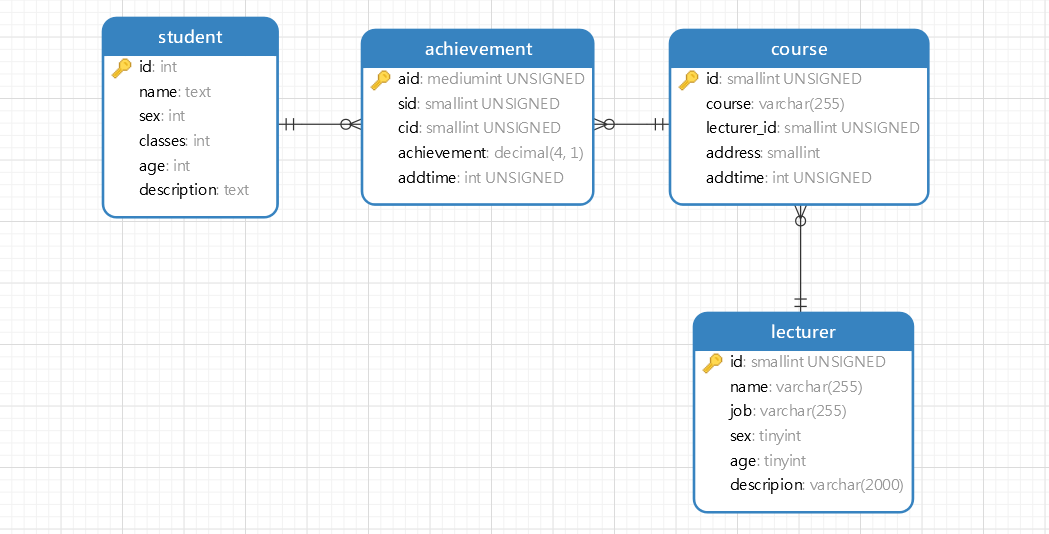 student
id: int
name: text
sex: int
classes: int
age: int
description: text
achievement
aid: mediumint UNSIGNED
sid: smallint UNSIGNED
cid: smallint UNSIGNED
achievement: decimal(4, 1)
addtime: int UNSIGNED
course
id: smallint UNSIGNED
course: varchar(255)
lecturer_id: smallint UNSIGNED
address: smallint
addtime: int UNSIGNED
lecturer
id: smallint UNSIGNED
name: varchar(255)
job: varchar(255)
sex: tinyint
age: tinyint
descripion: varchar(2000)